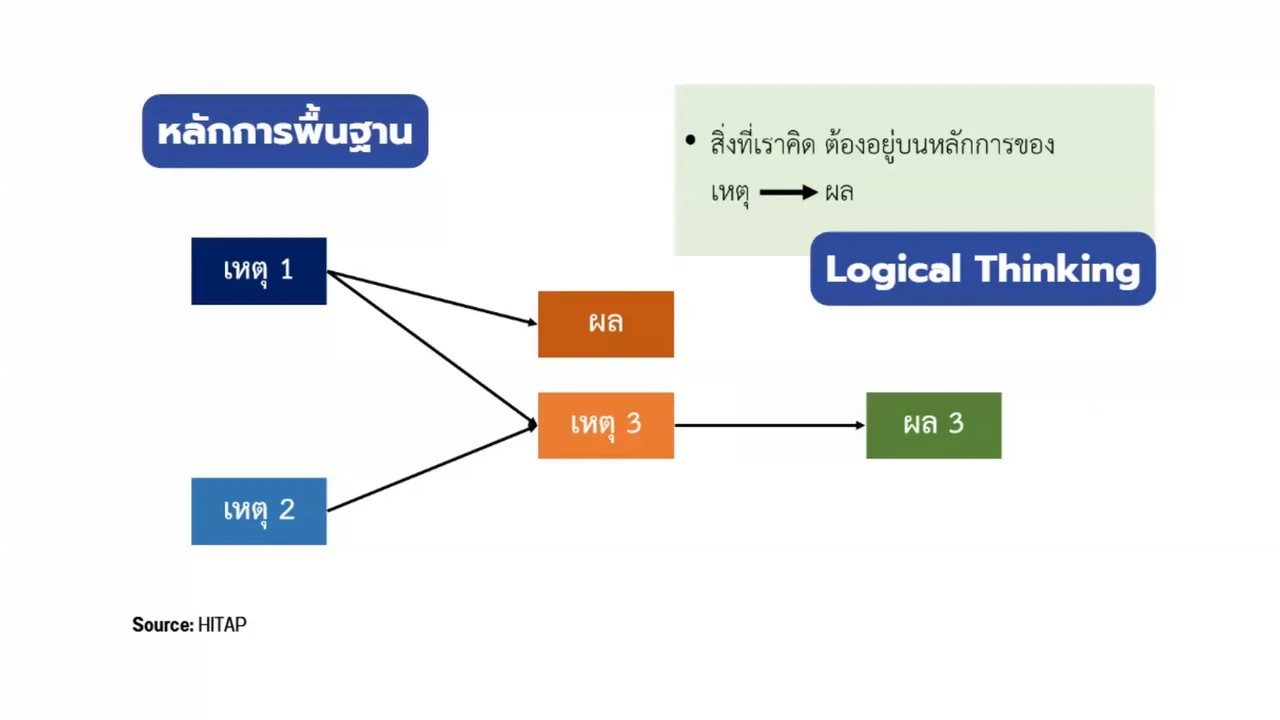 หลักการพื้นฐาน
• สิ่งที่เราคิด ต้องอยู่บนหลักการของ
เหตุ → ผล
Logical Thinking
เหตุ 1
ผล
เหตุ 3
ผล 3
เหตุ 2
Source: HITAP